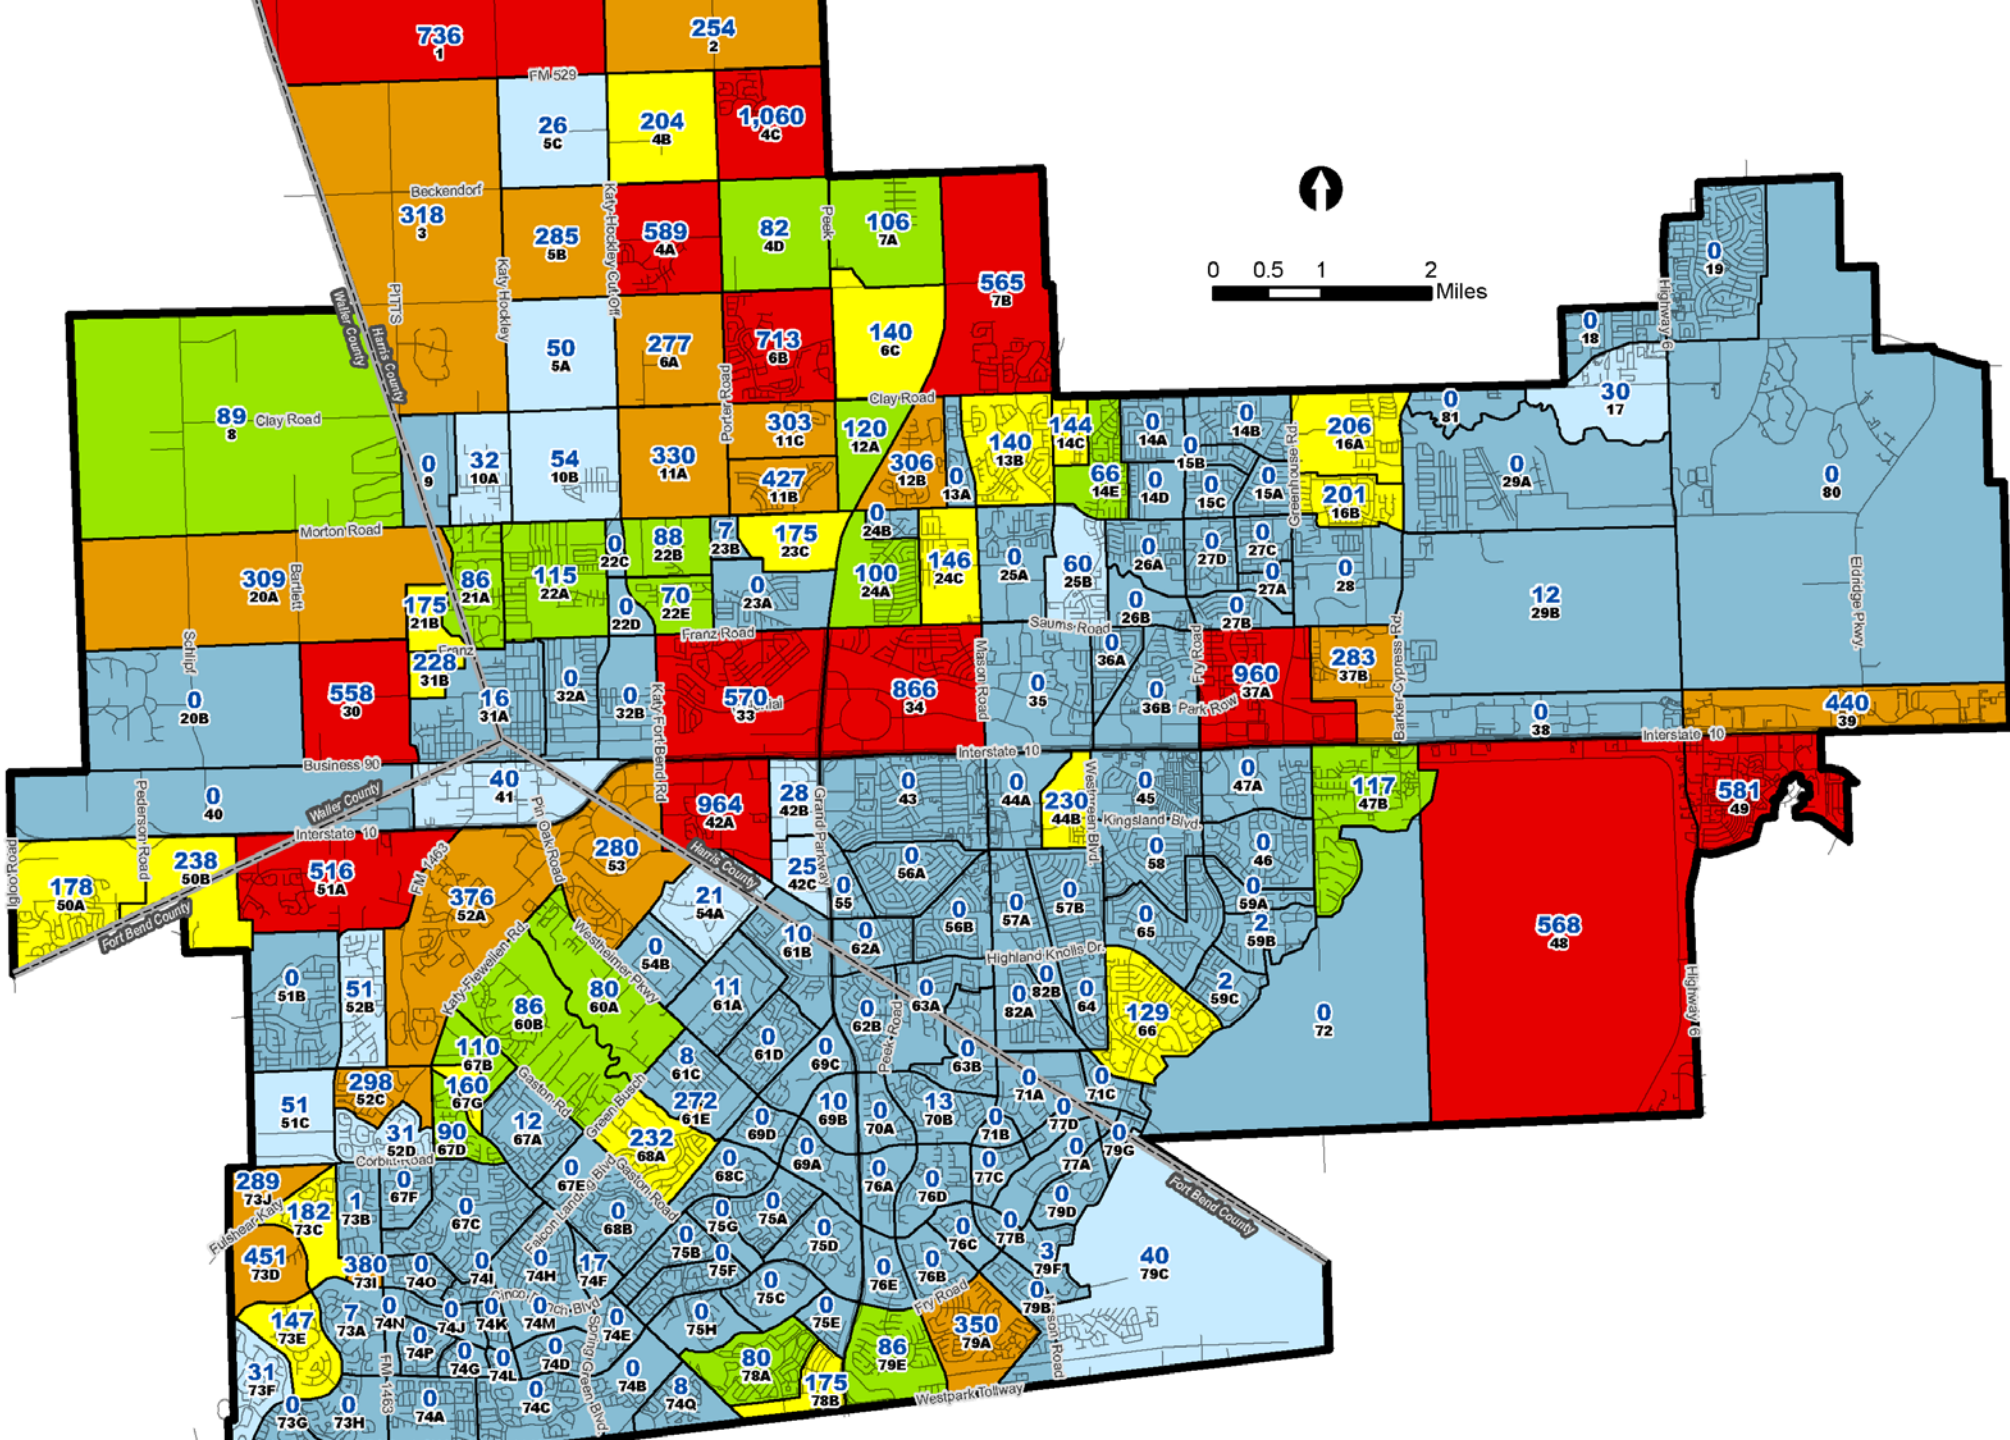 736
1
254
2
FM 529
26
5C
204
4B
1,060
4C
Beckendorf
318
3
285
5B
Katy Hockley Cut Off
589
4A
82
4D
Peek
106
7A
565
7B
0 0.5 1 2
Miles
0
19
Highway 6
0
18
30
17
Waller County
Harris County
PITTS
Katy Hockley
50
5A
277
6A
713
6B
140
6C
Porter Road
Clay Road
89
8
Clay Road
0
9
32
10A
54
10B
330
11A
303
11C
427
11B
120
12A
306
12B
0
13A
140
13B
144
14C
66
14E
0
14A
0
14B
0
15B
0
14D
0
15C
0
15A
Greenhouse Rd.
206
16A
201
16B
0
81
0
29A
0
80
Morton Road
309
20A
Bartlett
175
21B
86
21A
115
22A
0
22C
88
22B
7
23B
175
23C
0
24B
0
22D
70
22E
0
23A
100
24A
146
24C
0
25A
60
25B
0
26A
0
27D
0
27C
0
27A
0
28
0
26B
0
27B
12
29B
Eldridge Pkwy.
Franz Road
Saums Road
Franz
Schlipf
0
20B
558
30
228
31B
16
31A
0
32A
0
32B
Katy Fort Bend Rd
570
33
866
34
Mason Road
0
35
0
36A
0
36B
Fry Road
Park Row
960
37A
283
37B
Barker-Cypress Rd.
0
38
440
39
Interstate 10
Interstate 10
Business 90
0
40
Pederson Road
Waller County
Interstate 10
40
41
Pin Oak Road
964
42A
28
42B
25
42C
Grand Parkway
0
43
0
44A
230
44B
Westgreen Blvd.
0
45
Kingsland Blvd.
0
47A
117
47B
0
46
568
48
581
49
Igloo Road
178
50A
238
50B
Fort Bend County
516
51A
FM 1463
376
52A
280
53
Harris County
21
54A
0
54B
0
55
0
56A
0
56B
0
57A
0
57B
0
58
0
59A
2
59B
2
59C
0
51B
51
52B
51
51C
298
52C
31
52D
Katy-Flewellen Rd.
Westheimer Pkwy
80
60A
86
60B
11
61A
10
61B
8
61C
0
61D
272
61E
0
62A
0
62B
0
63A
0
63B
Highland Knolls Dr.
0
82A
0
82B
0
64
0
65
129
66
0
72
Highway 6
110
67B
160
67G
90
67D
12
67A
Gaston Rd
Green Busch
232
68A
Corbitt Road
0
67F
0
67C
0
67E
Falcon Landing Blvd
Gaston Road
0
68B
0
68C
0
69C
0
69D
10
69B
0
69A
Peek Road
0
70A
13
70B
0
71A
0
71B
0
71C
0
77D
0
77A
0
79G
0
77C
0
79D
0
77B
3
79F
0
76A
0
76D
0
76C
0
76B
0
76E
40
79C
Fort Bend County
289
73J
Fulshear Katy
182
73C
1
73B
451
73D
380
73I
0
74O
0
74I
0
74H
17
74F
0
75G
0
75A
0
75B
0
75F
0
75D
0
75C
0
75E
0
75H
147
73E
7
73A
0
74N
0
74J
0
74K
0
74M
Cinco Ranch Blvd
0
74E
0
74P
0
74G
0
74L
0
74D
0
74B
Spring Green Blvd.
31
73F
0
73G
0
73H
FM 1463
0
74A
0
74C
8
74Q
80
78A
175
78B
86
79E
Fry Road
350
79A
0
79B
Mason Road
Westpark Tollway